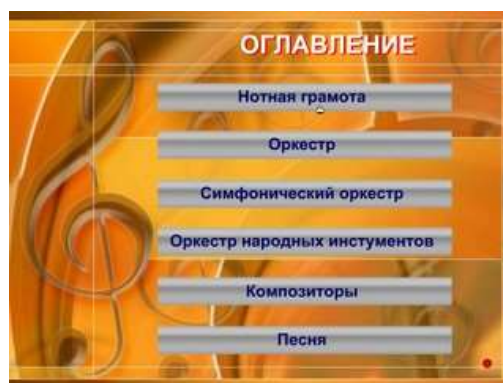 ОГЛАВЛЕНИЕ
Нотная грамота
Оркестр
Симфонический оркестр
Оркестр народных инстументов
Композиторы
Песня